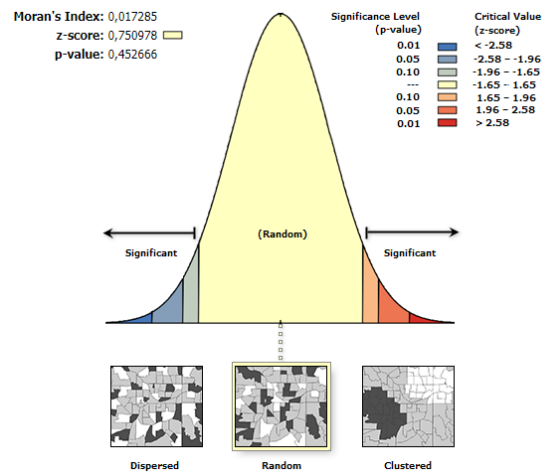 Moran's Index: 0,017285
z-score: 0,750978
p-value: 0,452666
Significance Level
(p-value)
Critical Value
(z-score)
0.01 < -2.58
0.05 -2.58 – -1.96
0.10 -1.96 – -1.65
--- -1.65 – 1.65
0.10 1.65 – 1.96
0.05 1.96 – 2.58
0.01 > 2.58
(Random)
Significant Significant
Dispersed Random Clustered